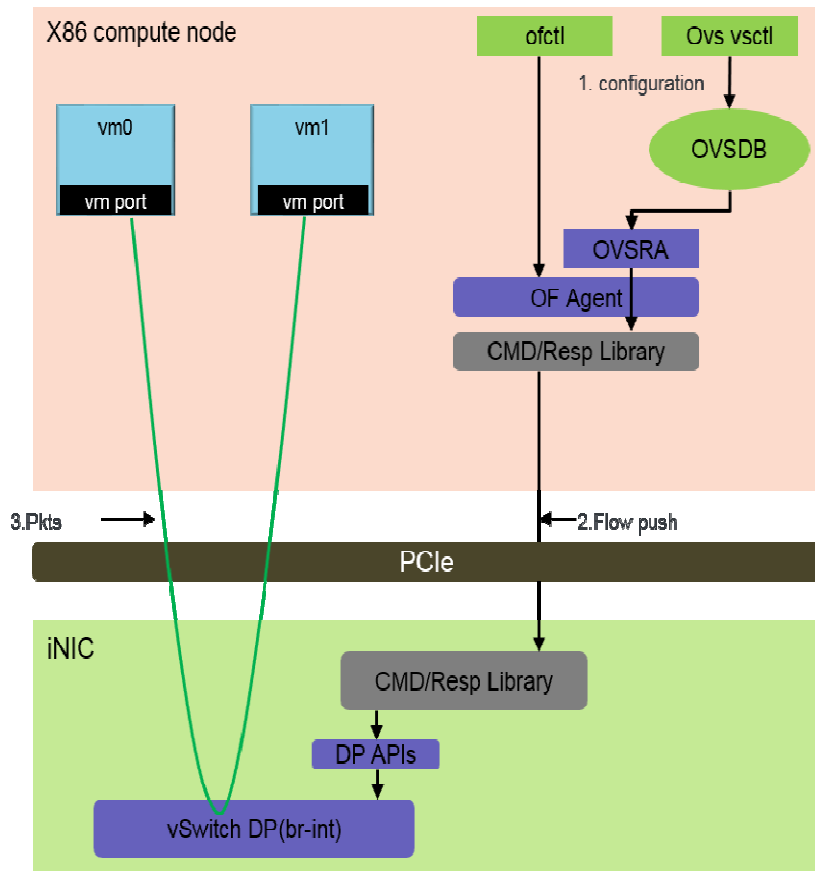 X86 compute node
ofctl
Ovs vsctl
1. configuration
vm0
vm1
OVSDB
vm port
vm port
OVSRA
OF Agent
CMD/Resp Library
3.Pkts
2.Flow push
PCIe
iNIC
CMD/Resp Library
DP APIs
vSwitch DP(br-int)